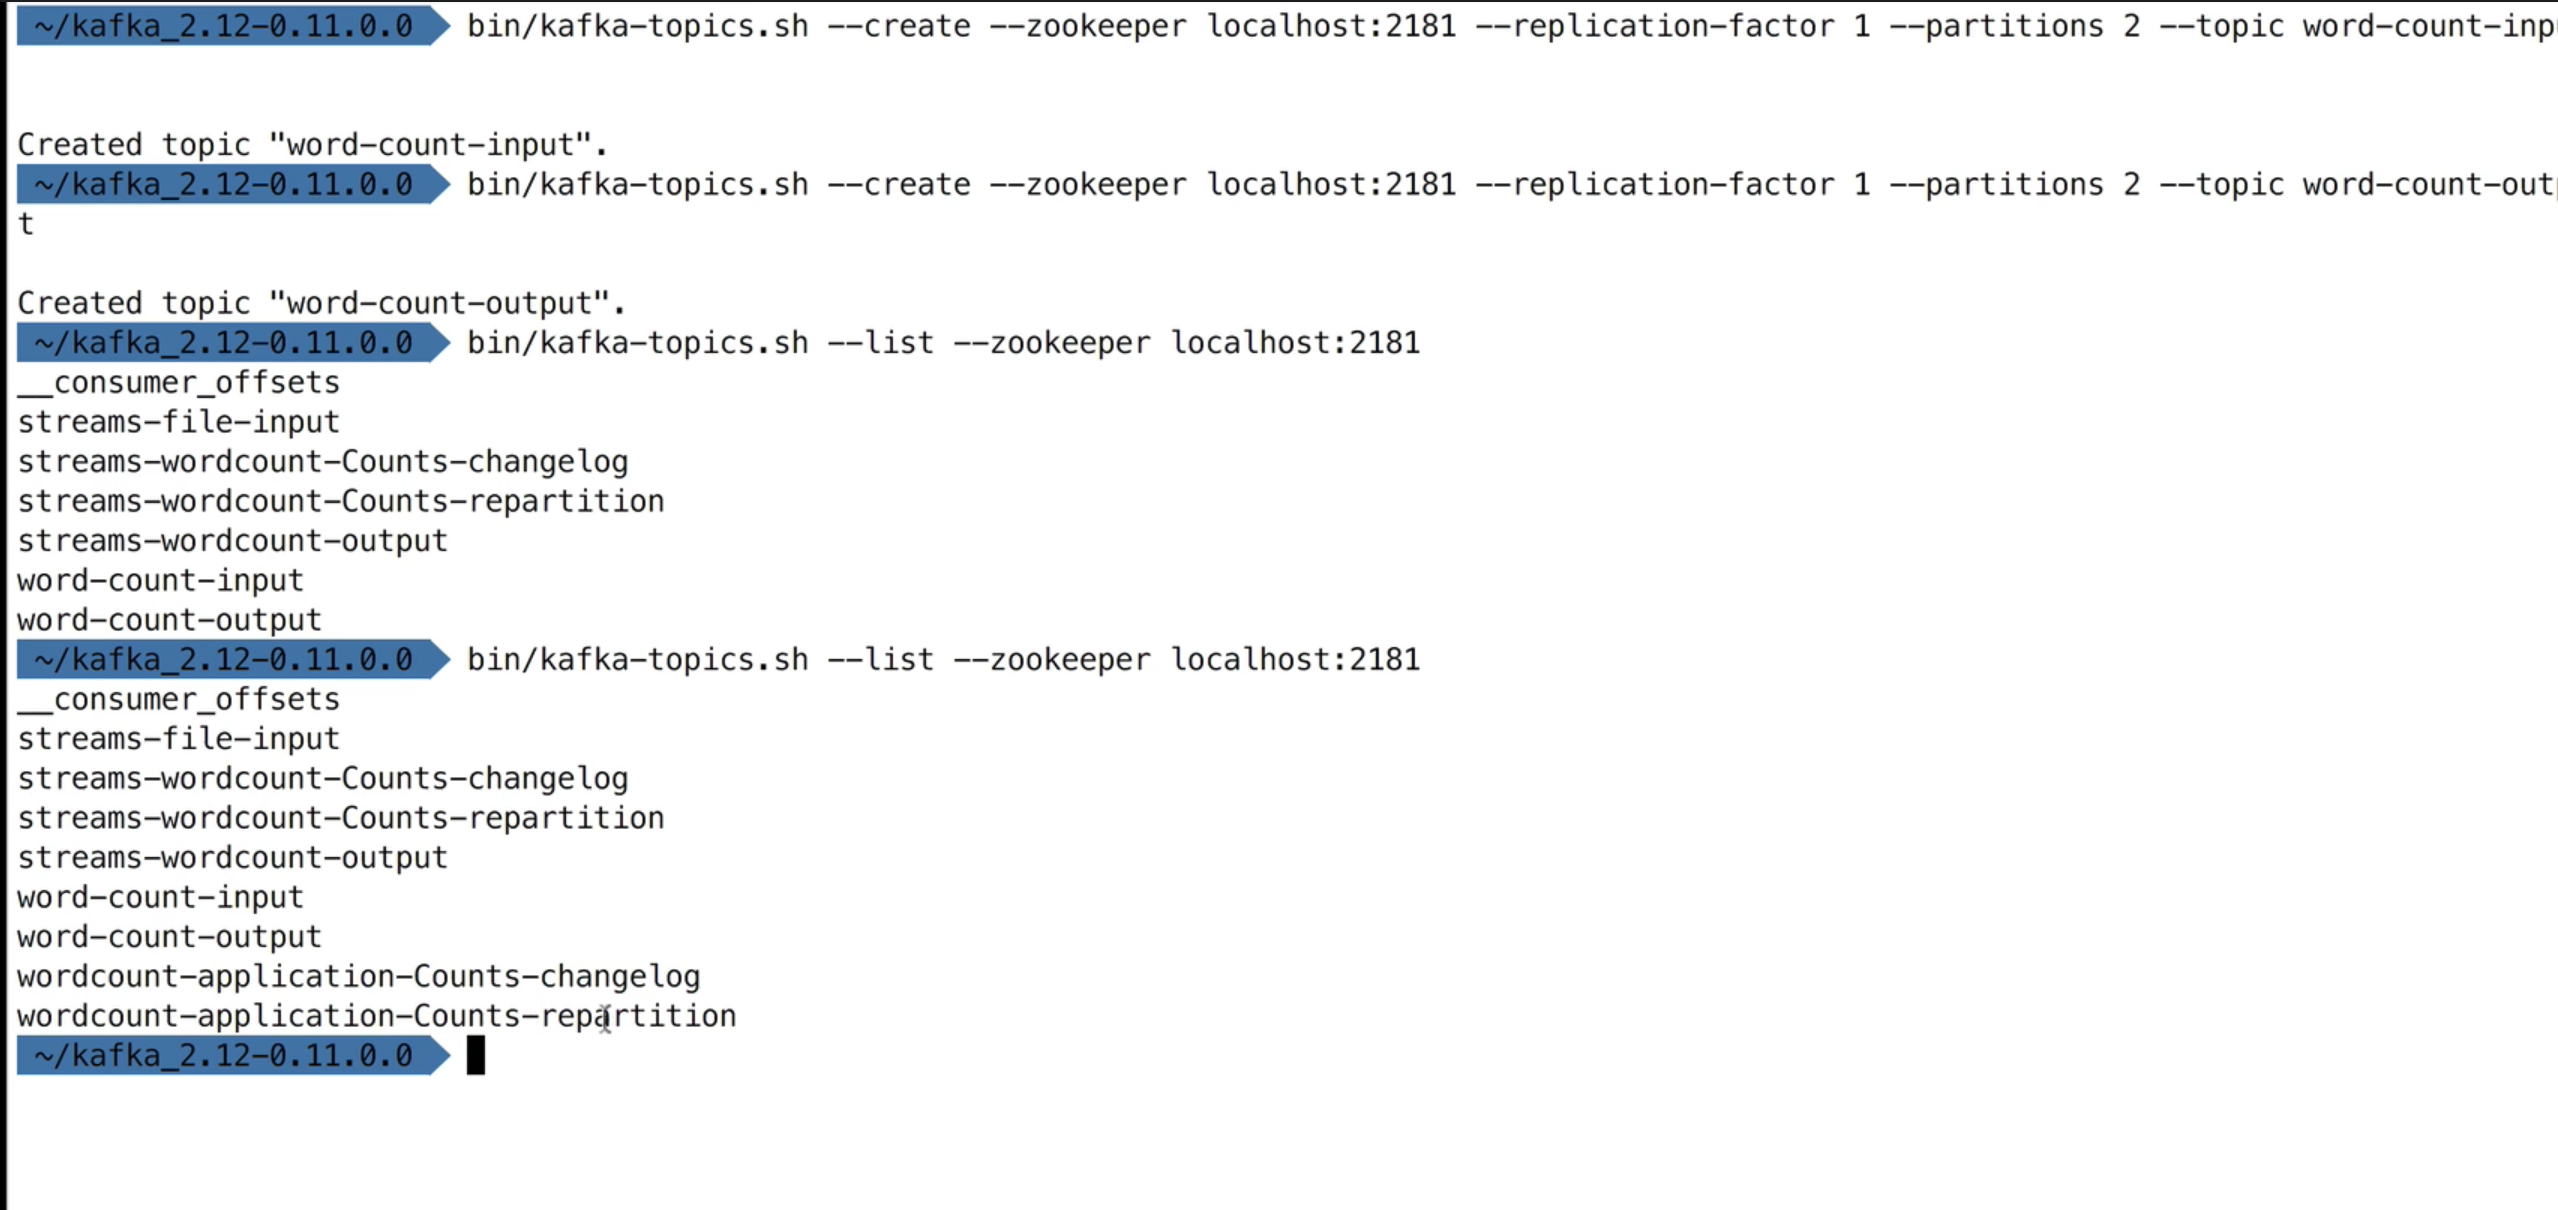 ~/kafka_2.12-0.11.0.0 bin/kafka-topics.sh --create --zookeeper localhost:2181 --replication-factor 1 --partitions 2 --topic word-count-inp
Created topic "word-count-input".
~/kafka_2.12-0.11.0.0 bin/kafka-topics.sh --create --zookeeper localhost:2181 --replication-factor 1 --partitions 2 --topic word-count-out
t
Created topic "word-count-output".
~/kafka_2.12-0.11.0.0 bin/kafka-topics.sh --list --zookeeper localhost:2181
__consumer_offsets
streams-file-input
streams-wordcount-Counts-changelog
streams-wordcount-Counts-repartition
streams-wordcount-output
word-count-input
word-count-output
~/kafka_2.12-0.11.0.0 bin/kafka-topics.sh --list --zookeeper localhost:2181
__consumer_offsets
streams-file-input
streams-wordcount-Counts-changelog
streams-wordcount-Counts-repartition
streams-wordcount-output
word-count-input
word-count-output
wordcount-application-Counts-changelog
wordcount-application-Counts-repartition
~/kafka_2.12-0.11.0.0